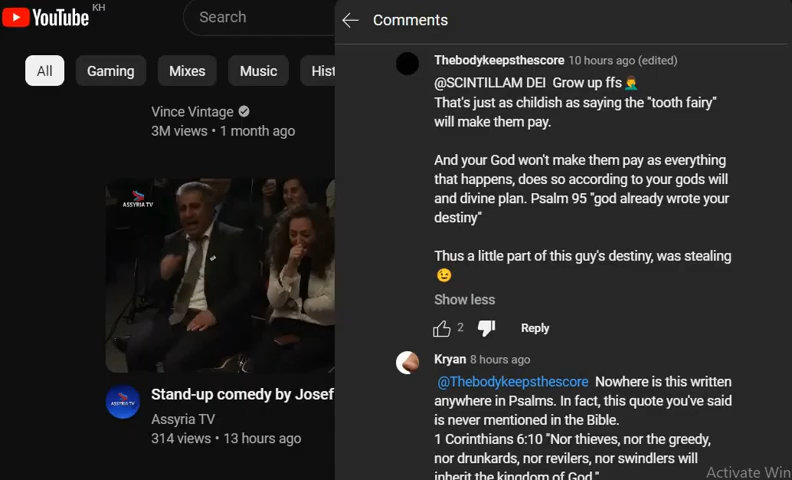 YouTube KH
Search
All
Gaming
Mixes
Music
Hist
Vince Vintage
3M views • 1 month ago
ASSYRIA TV
ASSYRIA TV
Stand-up comedy by Josef
Assyria TV
314 views • 13 hours ago
Comments
Thebodykeepsthescore 10 hours ago (edited)
@SCINTILLAM DEI Grow up ffs🤦‍♂️
That's just as childish as saying the "tooth fairy"
will make them pay.
And your God won't make them pay as everything
that happens, does so according to your gods will
and divine plan. Psalm 95 "god already wrote your
destiny"
Thus a little part of this guy's destiny, was stealing
😉
Show less
2
Reply
Kryan 8 hours ago
@Thebodykeepsthescore Nowhere is this written
anywhere in Psalms. In fact, this quote you've said
is never mentioned in the Bible.
1 Corinthians 6:10 "Nor thieves, nor the greedy,
nor drunkards, nor revilers, nor swindlers will
inherit the kingdom of God."
Activate Win